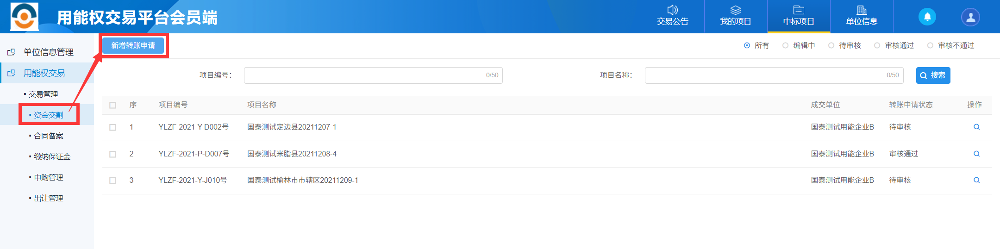 用能权交易平台会员端
交易公告 我的项目 中标项目 单位信息
新增转账申请 所有 编辑中 待审核 审核通过 审核不通过
单位信息管理
用能权交易
交易管理
资金交割
合同备案
缴纳保证金
申购管理
出让管理
项目编号： 0/50 项目名称： 0/50 搜索
序 项目编号 项目名称 成交单位 转账申请状态 操作
1 YLZF-2021-Y-D002号 国泰测试定边县20211207-1 国泰测试用能企业B 待审核
2 YLZF-2021-P-D007号 国泰测试米脂县20211208-4 国泰测试用能企业B 审核通过
3 YLZF-2021-Y-J010号 国泰测试榆林市市辖区20211209-1 国泰测试用能企业B 待审核